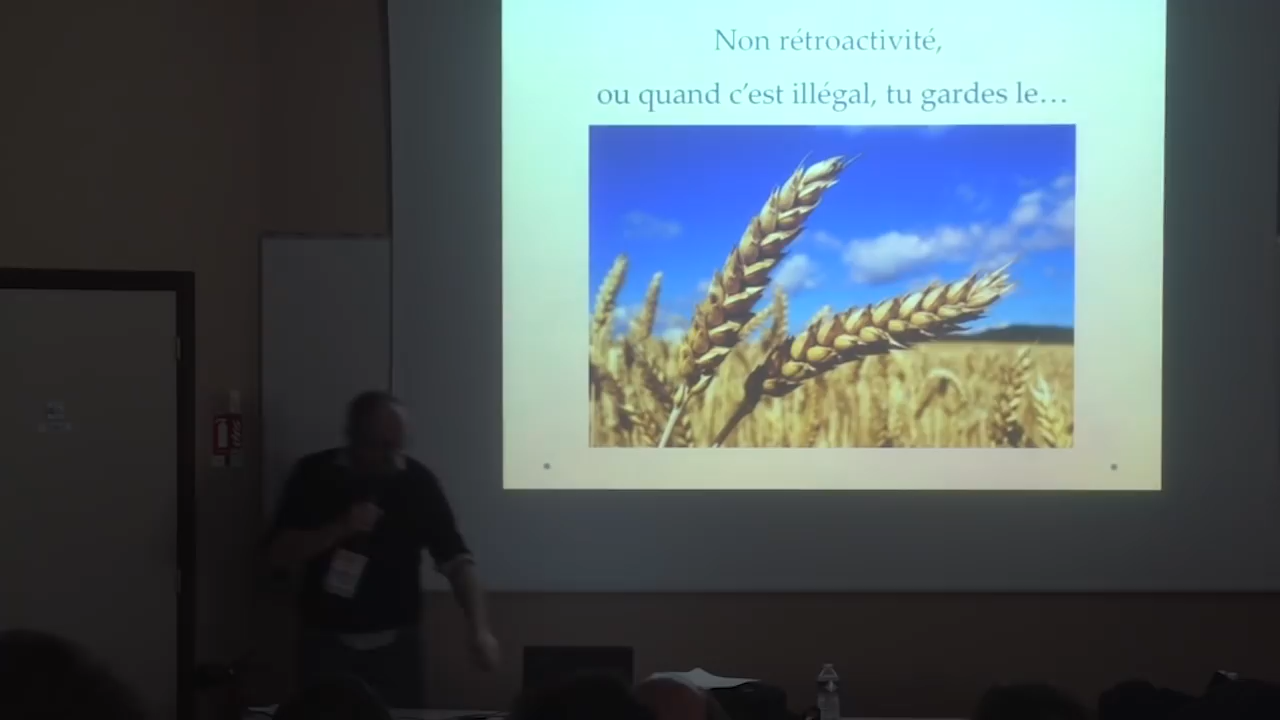 Non rétroactivité,
ou quand c'est illégal, tu gardes le…